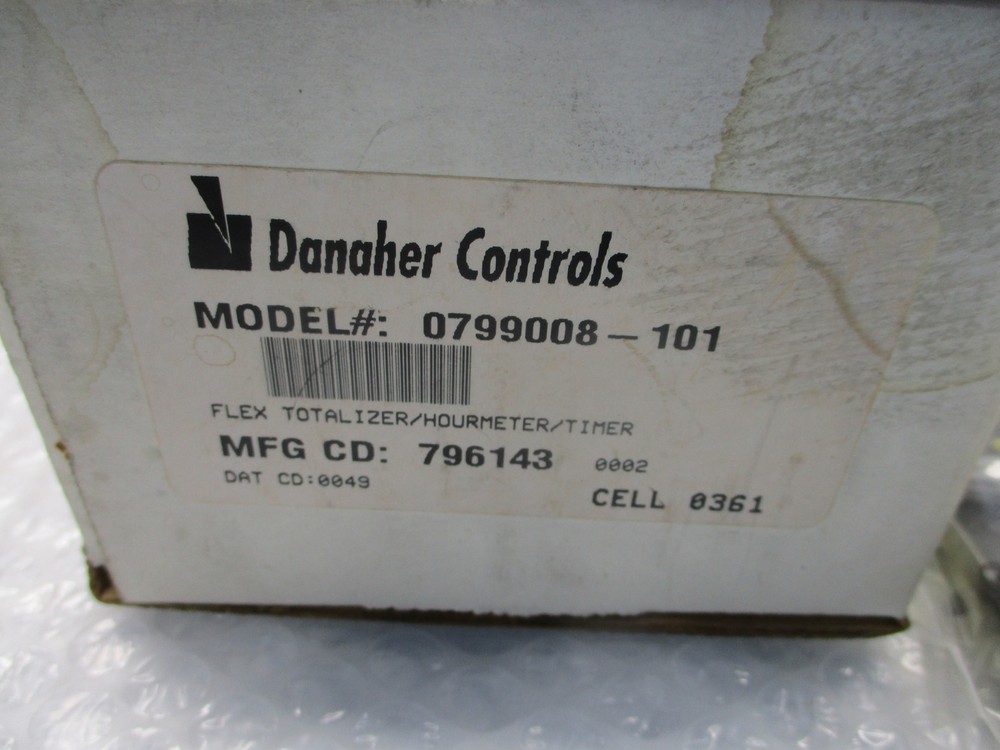 Danaher Controls
MODEL#: 0799008-101
FLEX TOTALIZER/HOURMETER/TIMER
MFG CD: 796143 0002
DAT CD:0049
CELL 0361